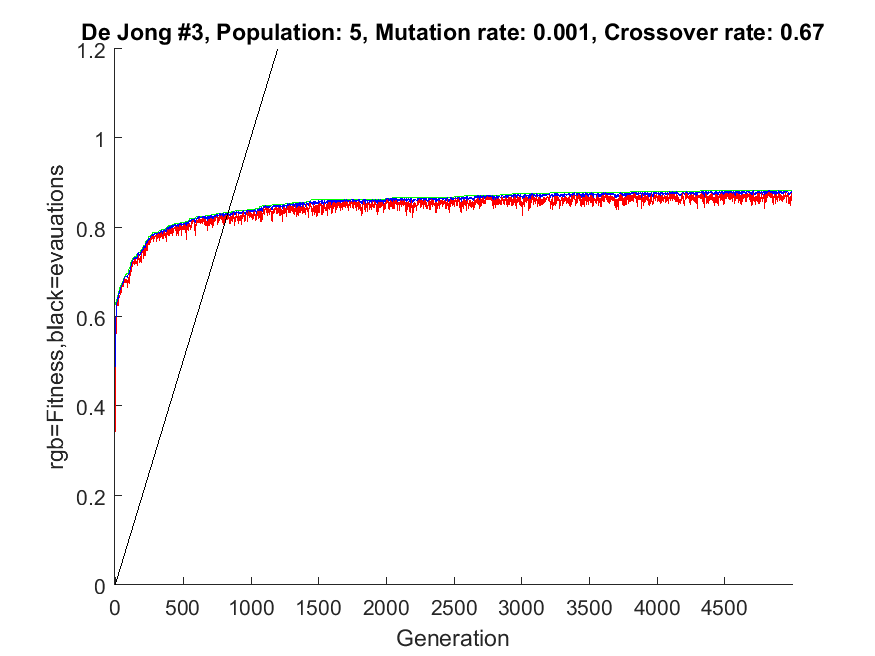 De Jong #3, Population: 5, Mutation rate: 0.001, Crossover rate: 0.67
rgb=Fitness,black=evauations
1.2
1
0.8
0.6
0.4
0.2
0
0 500 1000 1500 2000 2500 3000 3500 4000 4500
Generation